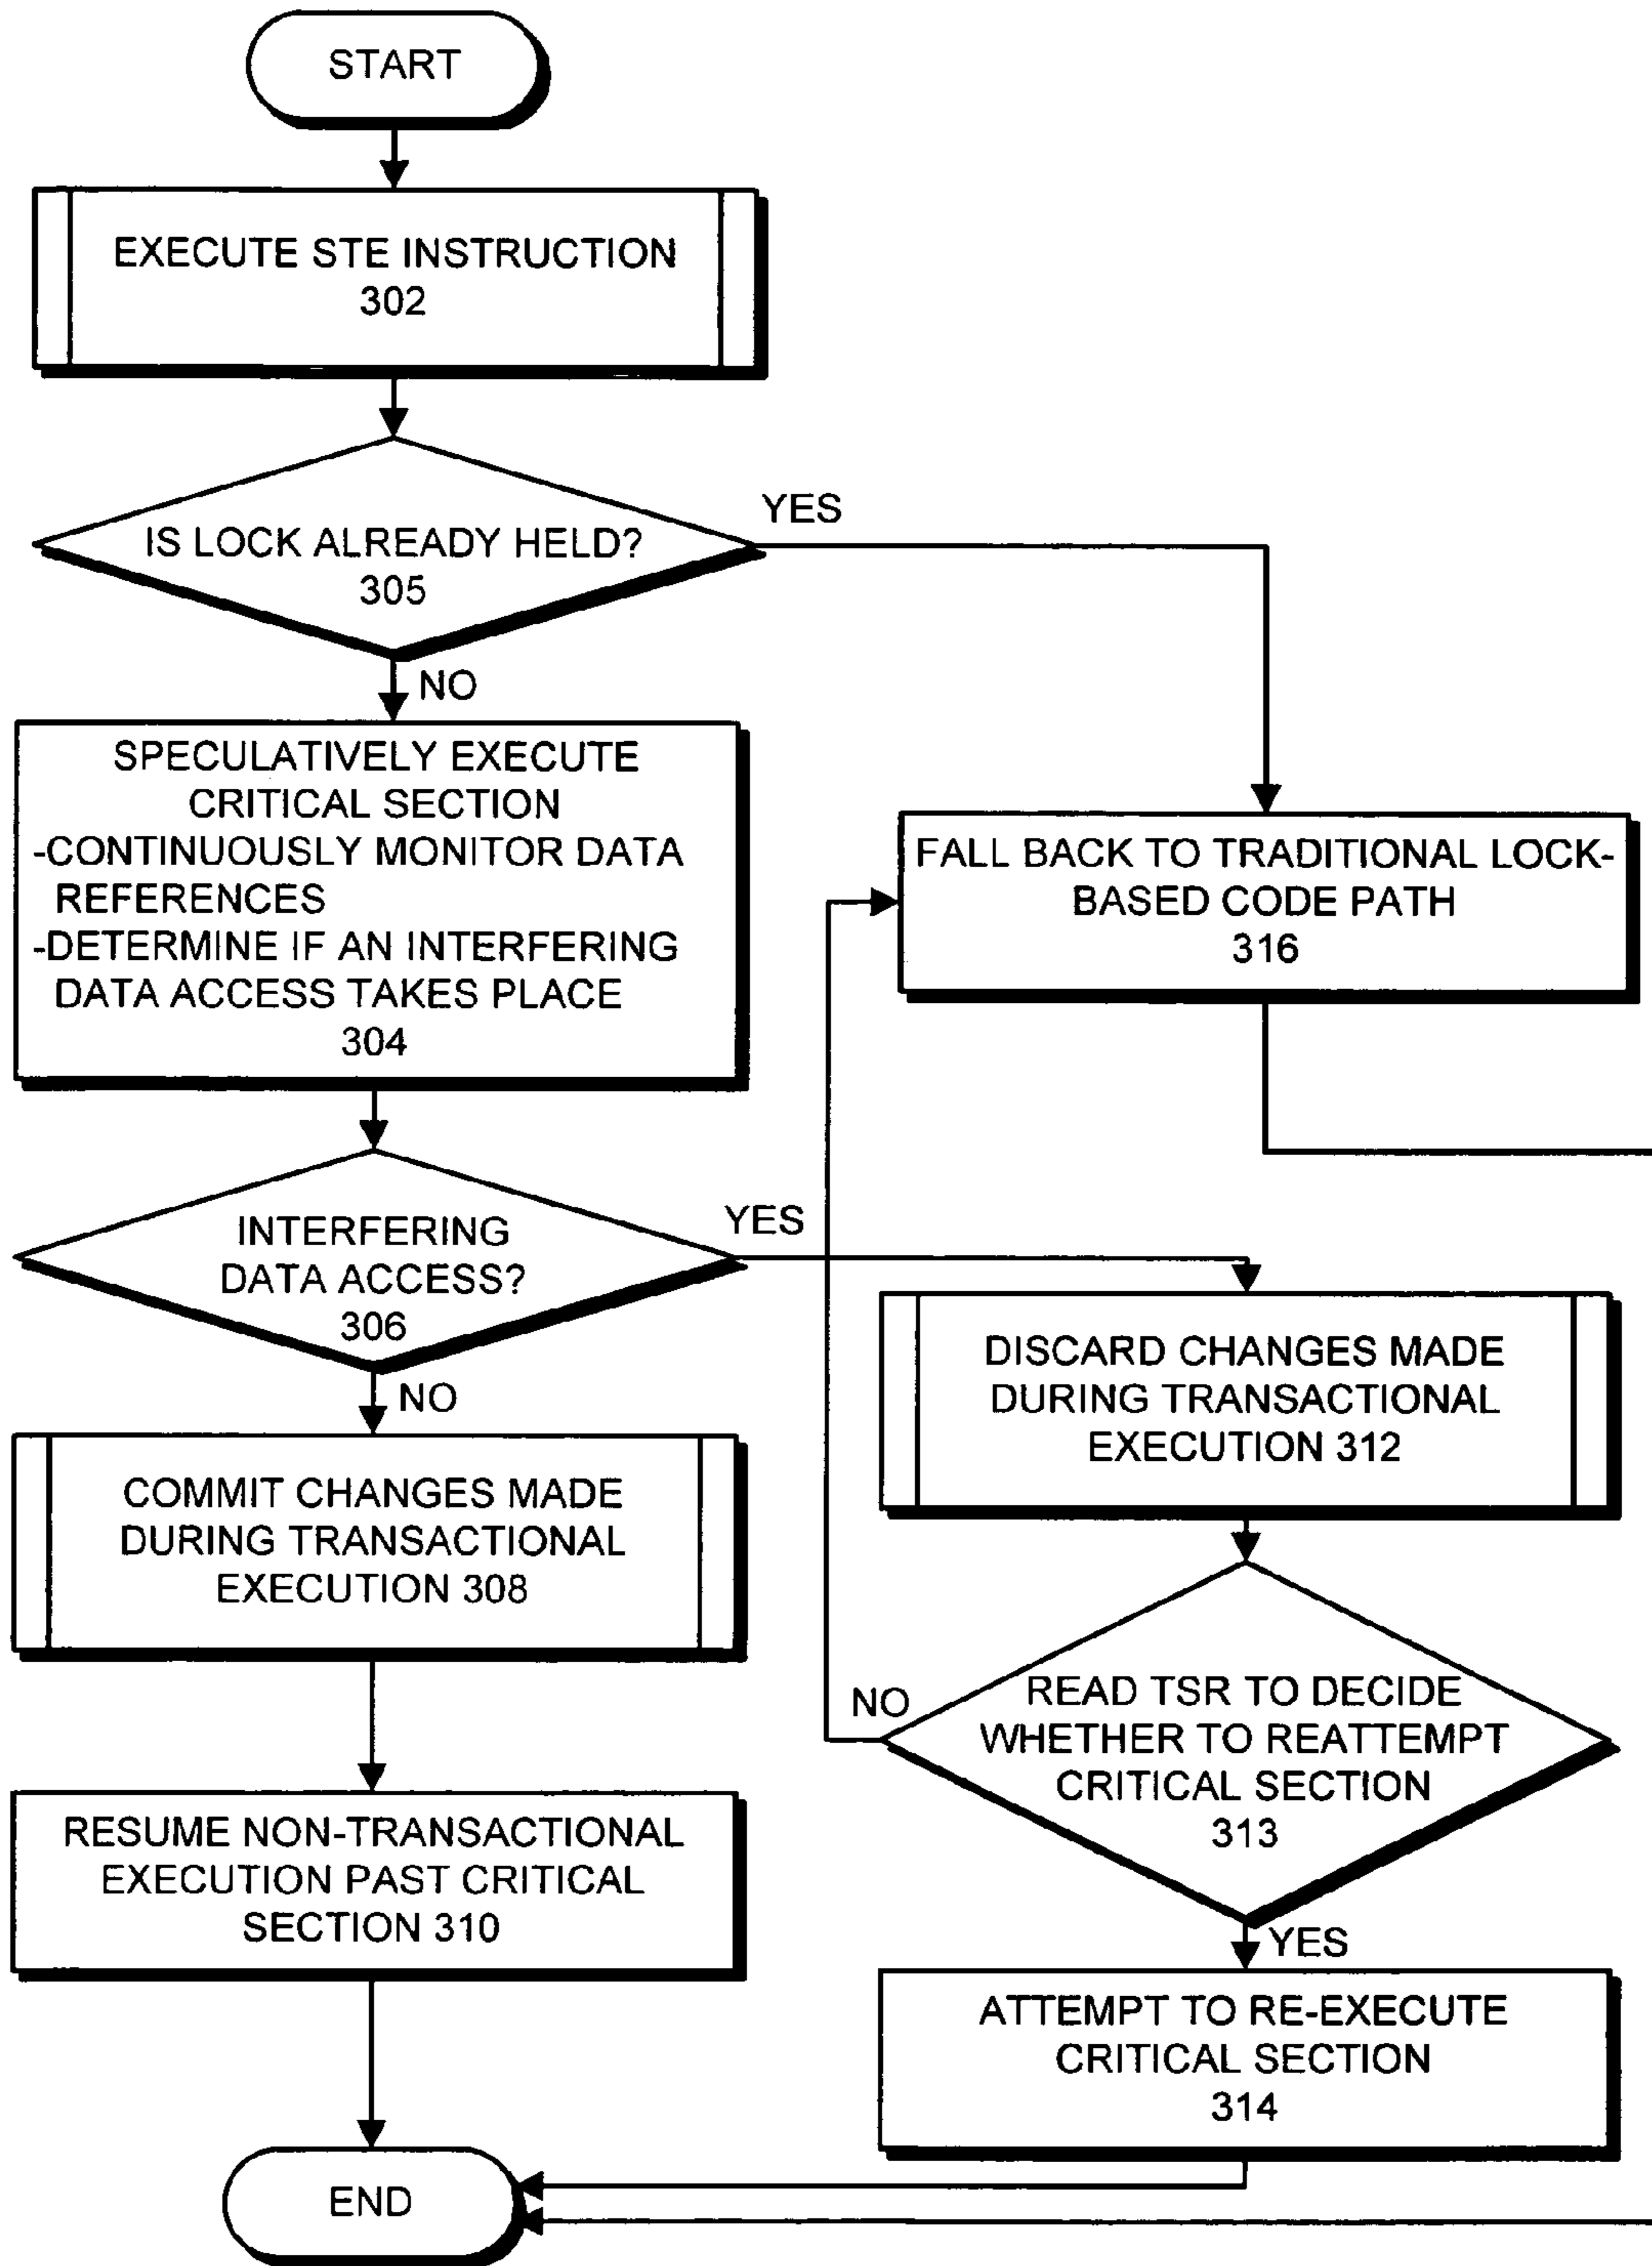 START
EXECUTE STE INSTRUCTION
302
IS LOCK ALREADY HELD?
305
YES
NO
SPECULATIVELY EXECUTE
CRITICAL SECTION
-CONTINUOUSLY MONITOR DATA
REFERENCES
-DETERMINE IF AN INTERFERING
DATA ACCESS TAKES PLACE
304
FALL BACK TO TRADITIONAL LOCK-
BASED CODE PATH
316
INTERFERING
DATA ACCESS?
306
YES
NO
DISCARD CHANGES MADE
DURING TRANSACTIONAL
EXECUTION 312
COMMIT CHANGES MADE
DURING TRANSACTIONAL
EXECUTION 308
READ TSR TO DECIDE
WHETHER TO REATTEMPT
CRITICAL SECTION
313
NO
YES
RESUME NON-TRANSACTIONAL
EXECUTION PAST CRITICAL
SECTION 310
ATTEMPT TO RE-EXECUTE
CRITICAL SECTION
314
END